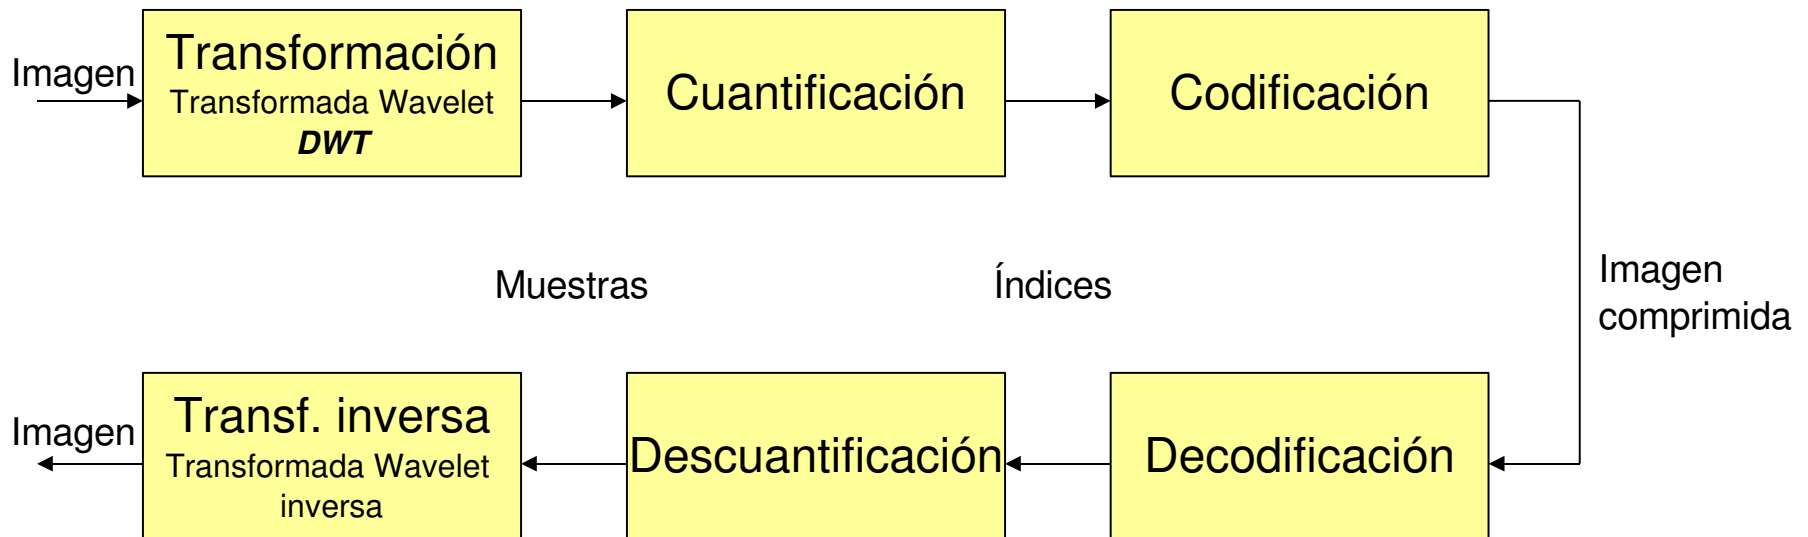 Imagen
Transformación
Transformada Wavelet
DWT
Cuantificación
Codificación
Muestras
Índices
Imagen
comprimida
Imagen
Transf. inversa
Transformada Wavelet
inversa
Descuantificación
Decodificación